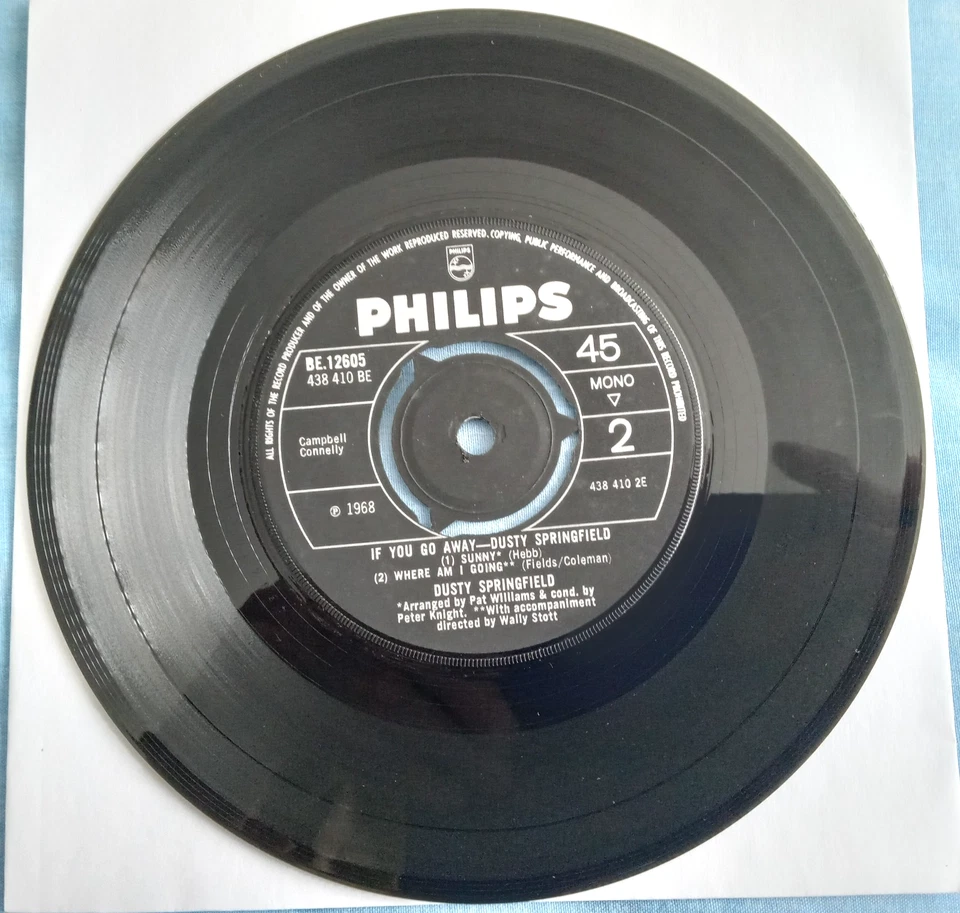 ALL RIGHTS OF THE RECORD PRODUCER AND OF THE OWNER OF THE WORK REPRODUCED RESERVED. COPYING, PUBLIC PERFORMANCE AND BROADCASTING OF THIS RECORD PROHIBITED
PHILIPS
PHILIPS
BE.12605
438 410 BE
Campbell
Connelly
℗ 1968
45
MONO
2
438 410 2E
IF YOU GO AWAY—DUSTY SPRINGFIELD
(1) SUNNY* (Hebb)
(2) WHERE AM I GOING** (Fields/Coleman)
DUSTY SPRINGFIELD
*Arranged by Pat Williams & cond. by
Peter Knight. **With accompaniment
directed by Wally Stott